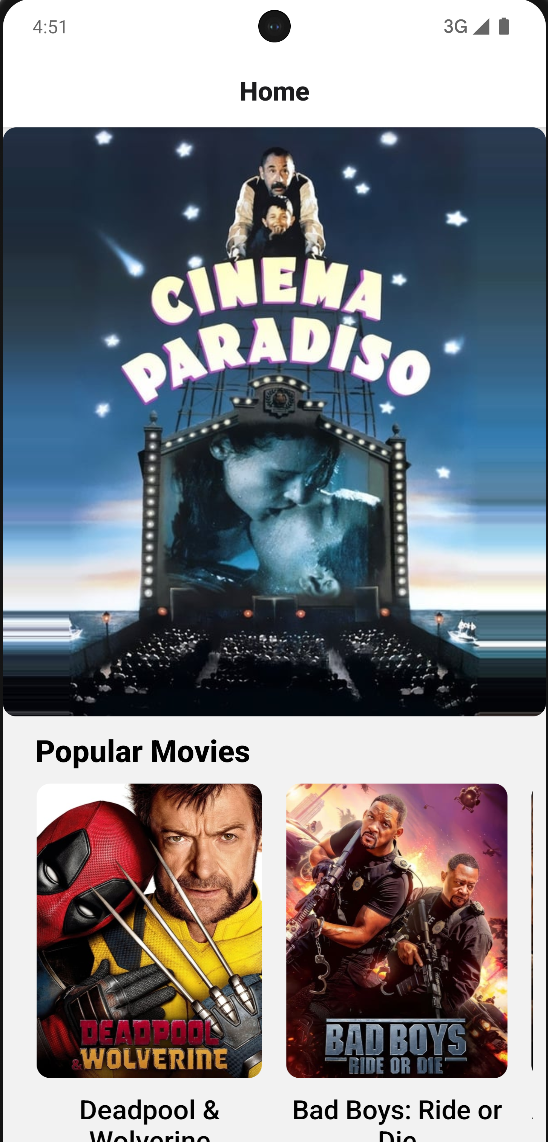 4:51
3G
Home
CINEMA
PARADISO
Popular Movies
DEADPOOL
& WOLVERINE
BAD BOYS
RIDE OR DIE
Deadpool &
Wolverine
Bad Boys: Ride or
Die